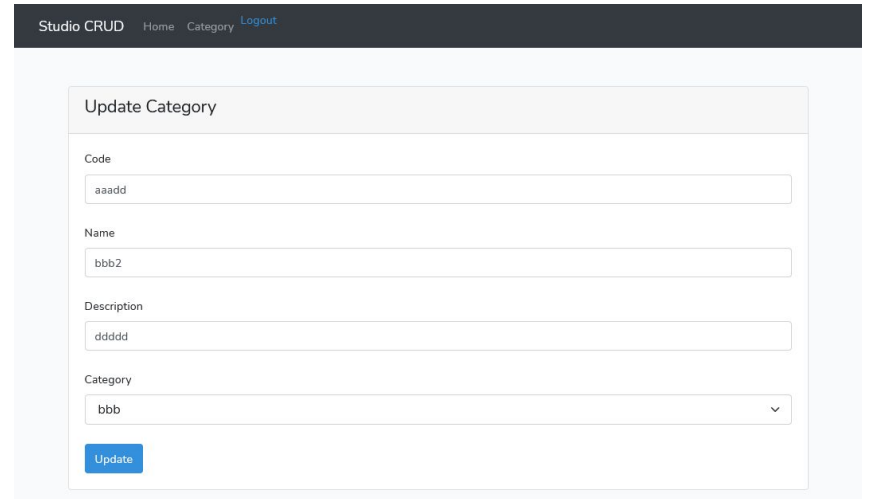 Studio CRUD Home Category Logout
Update Category
Code
aaadd
Name
bbb2
Description
ddddd
Category
bbb
Update